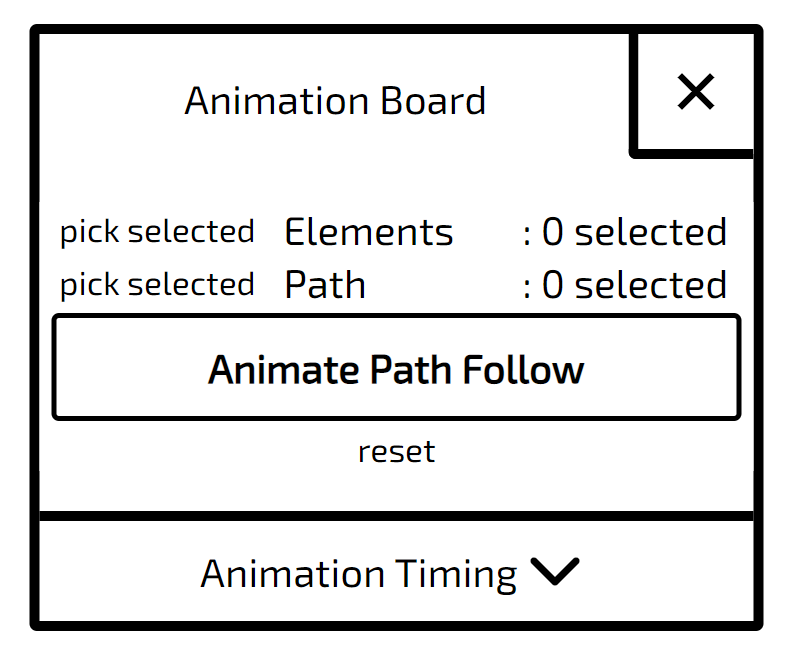 Animation Board
pick selected Elements : 0 selected
pick selected Path : 0 selected
Animate Path Follow
reset
Animation Timing